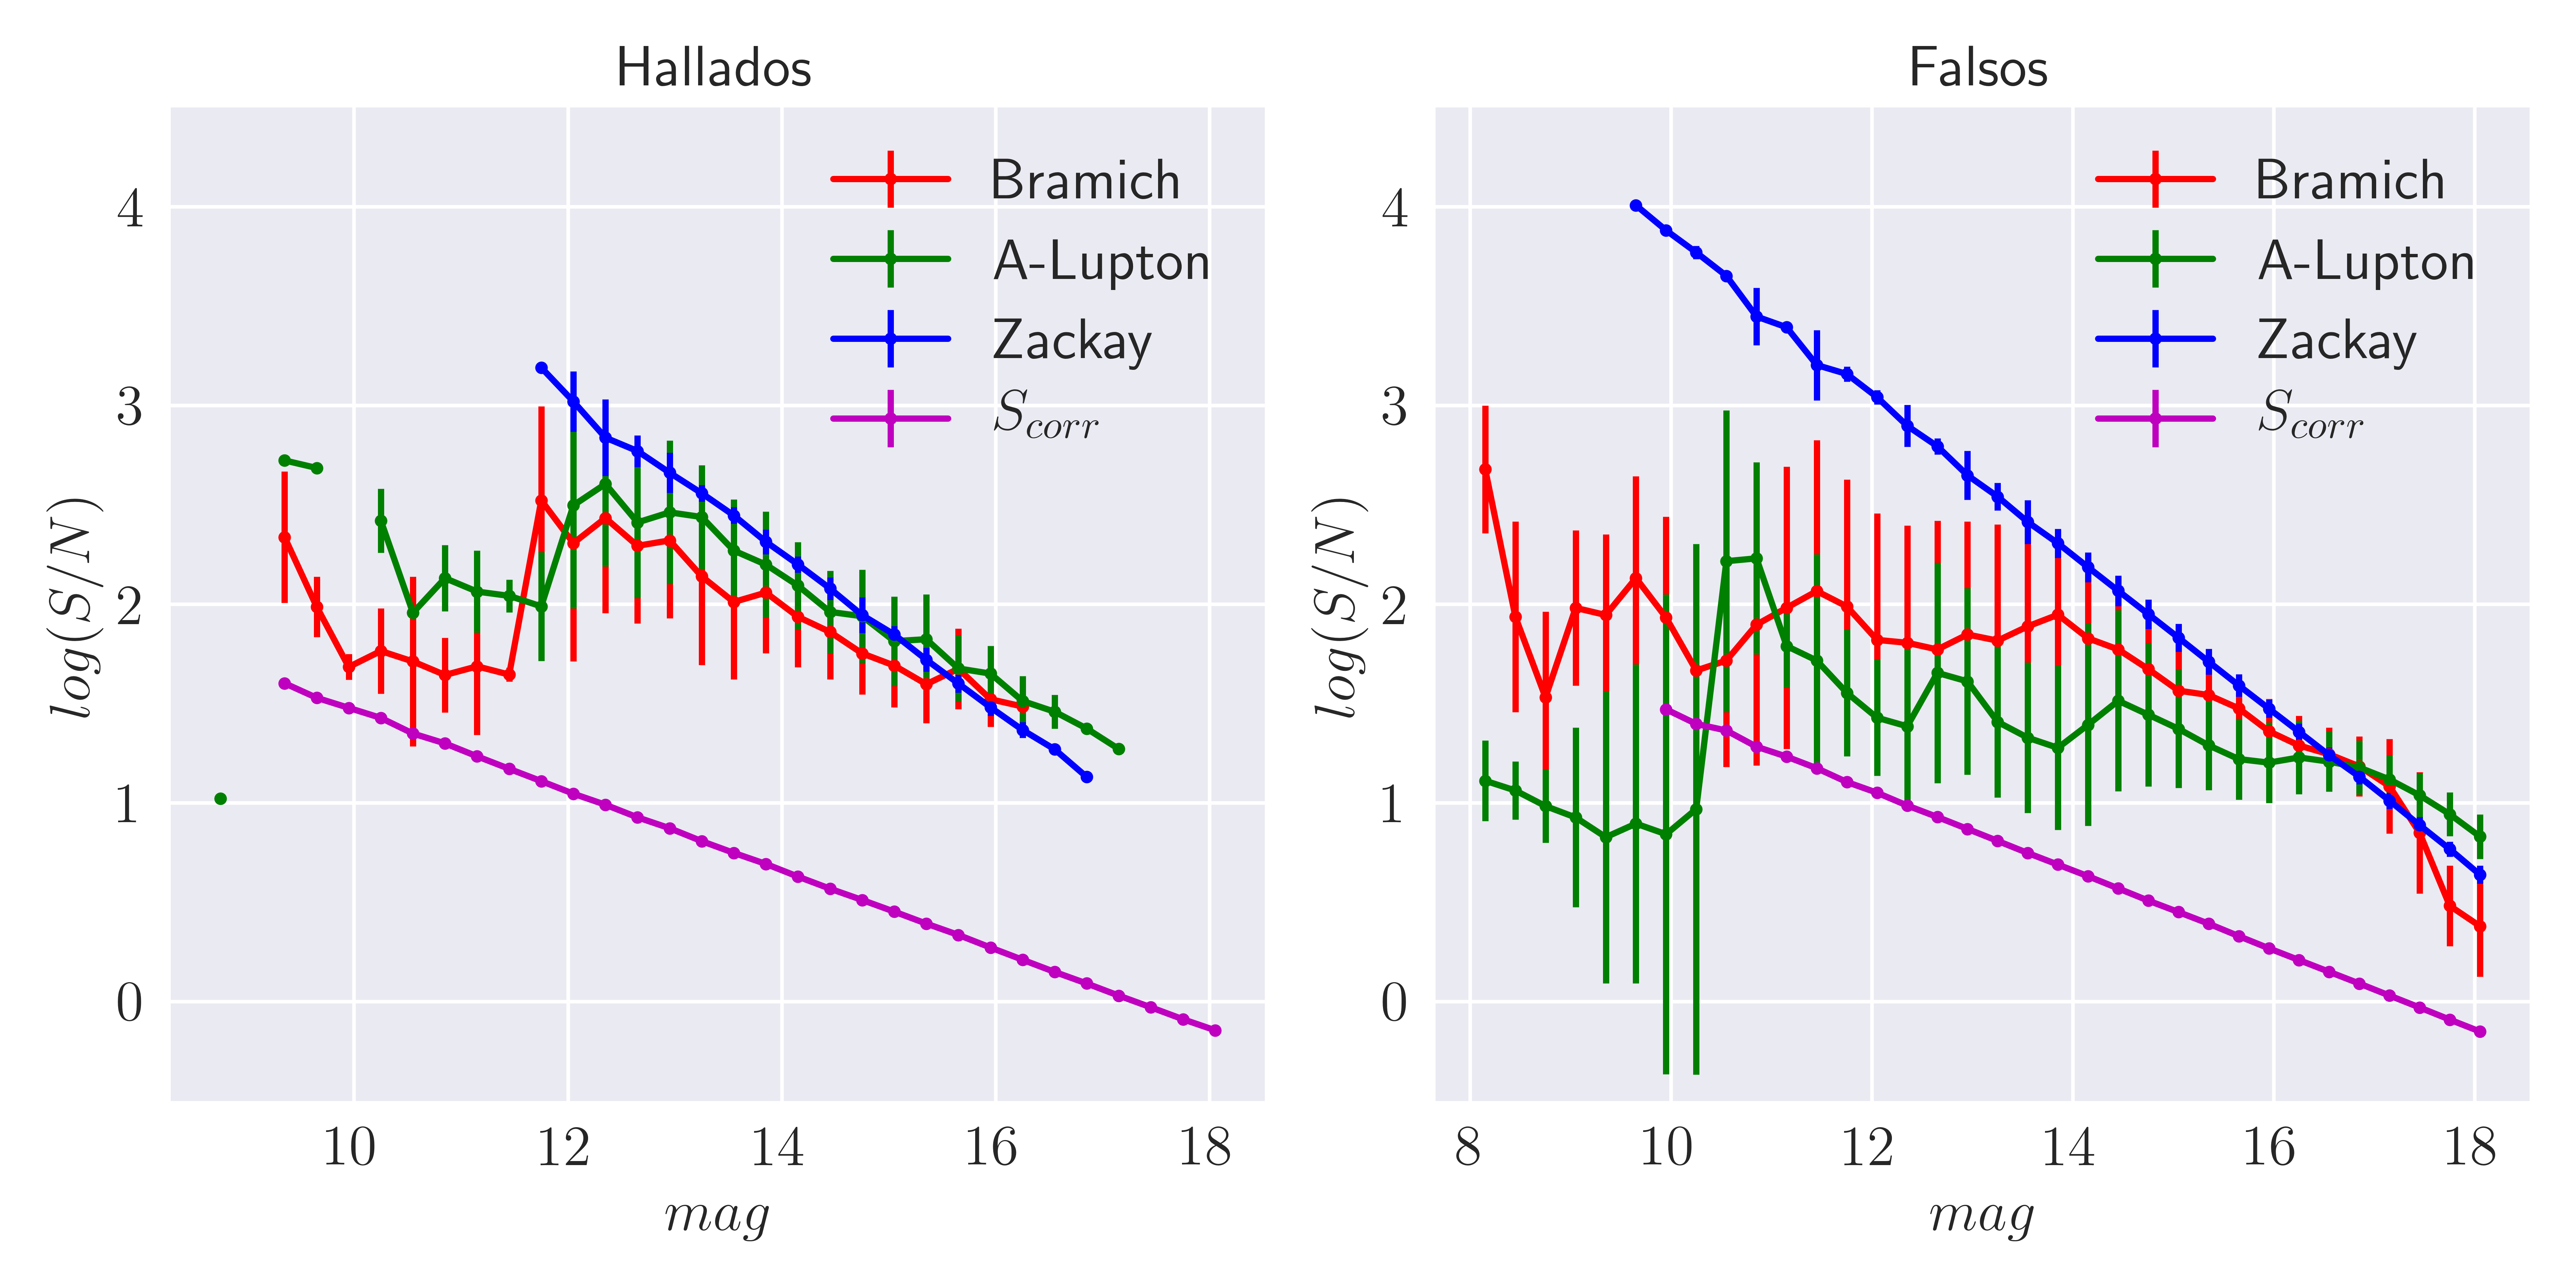 Hallados
log(S/N)
4
3
2
1
0
10 12 14 16 18
mag
Bramich
A-Lupton
Zackay
S_corr
Falsos
log(S/N)
4
3
2
1
0
8 10 12 14 16 18
mag
Bramich
A-Lupton
Zackay
S_corr